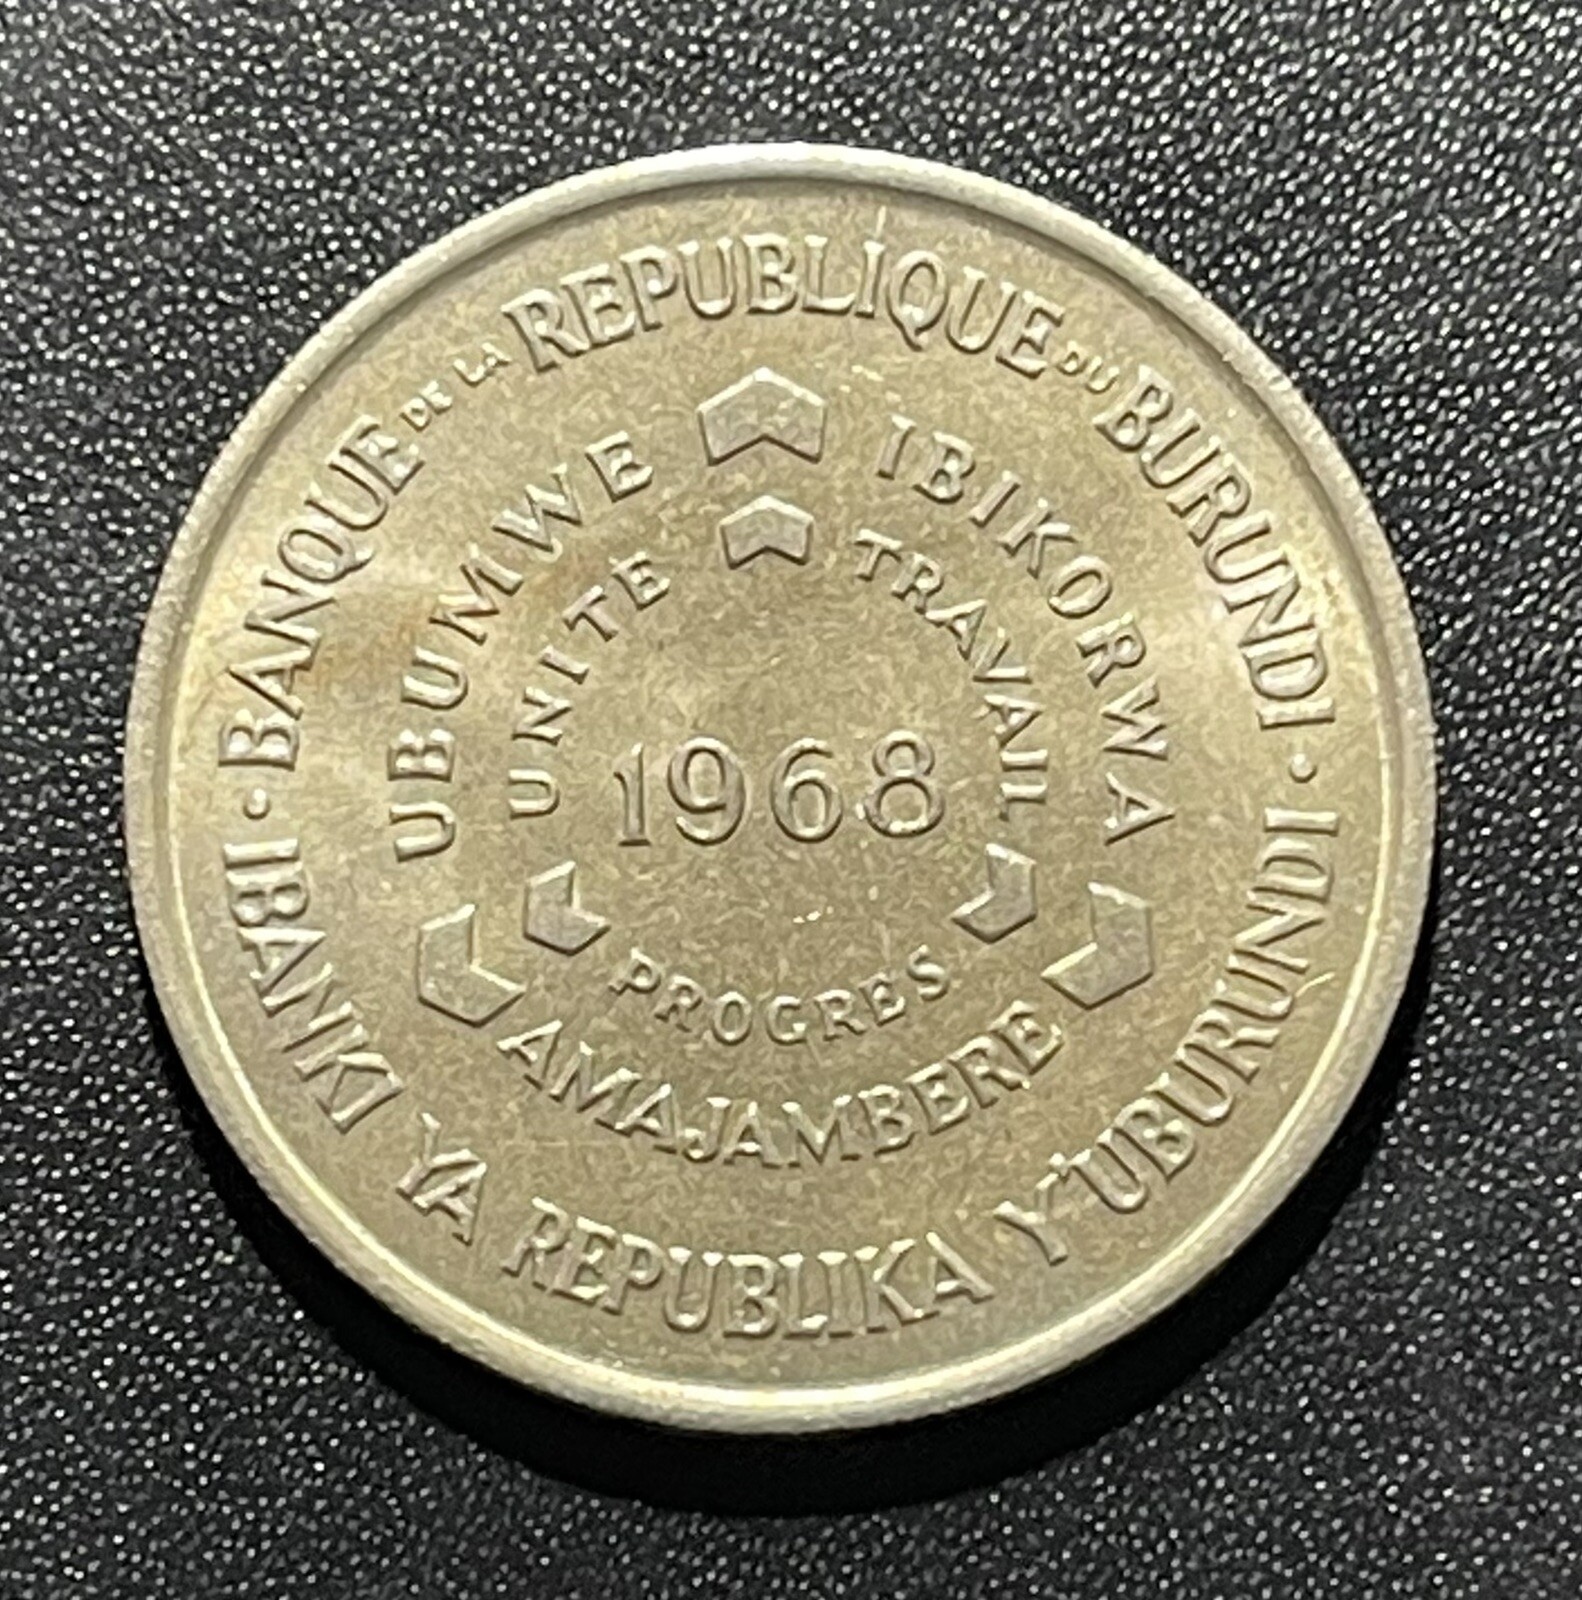 BANQUE DE LA REPUBLIQUE DU BURUNDI
IBANKI YA REPUBLIKA Y'UBURUNDI
UBUMWE IBIKORWA AMAJAMBERE
UNITE TRAVAIL PROGRES
1968